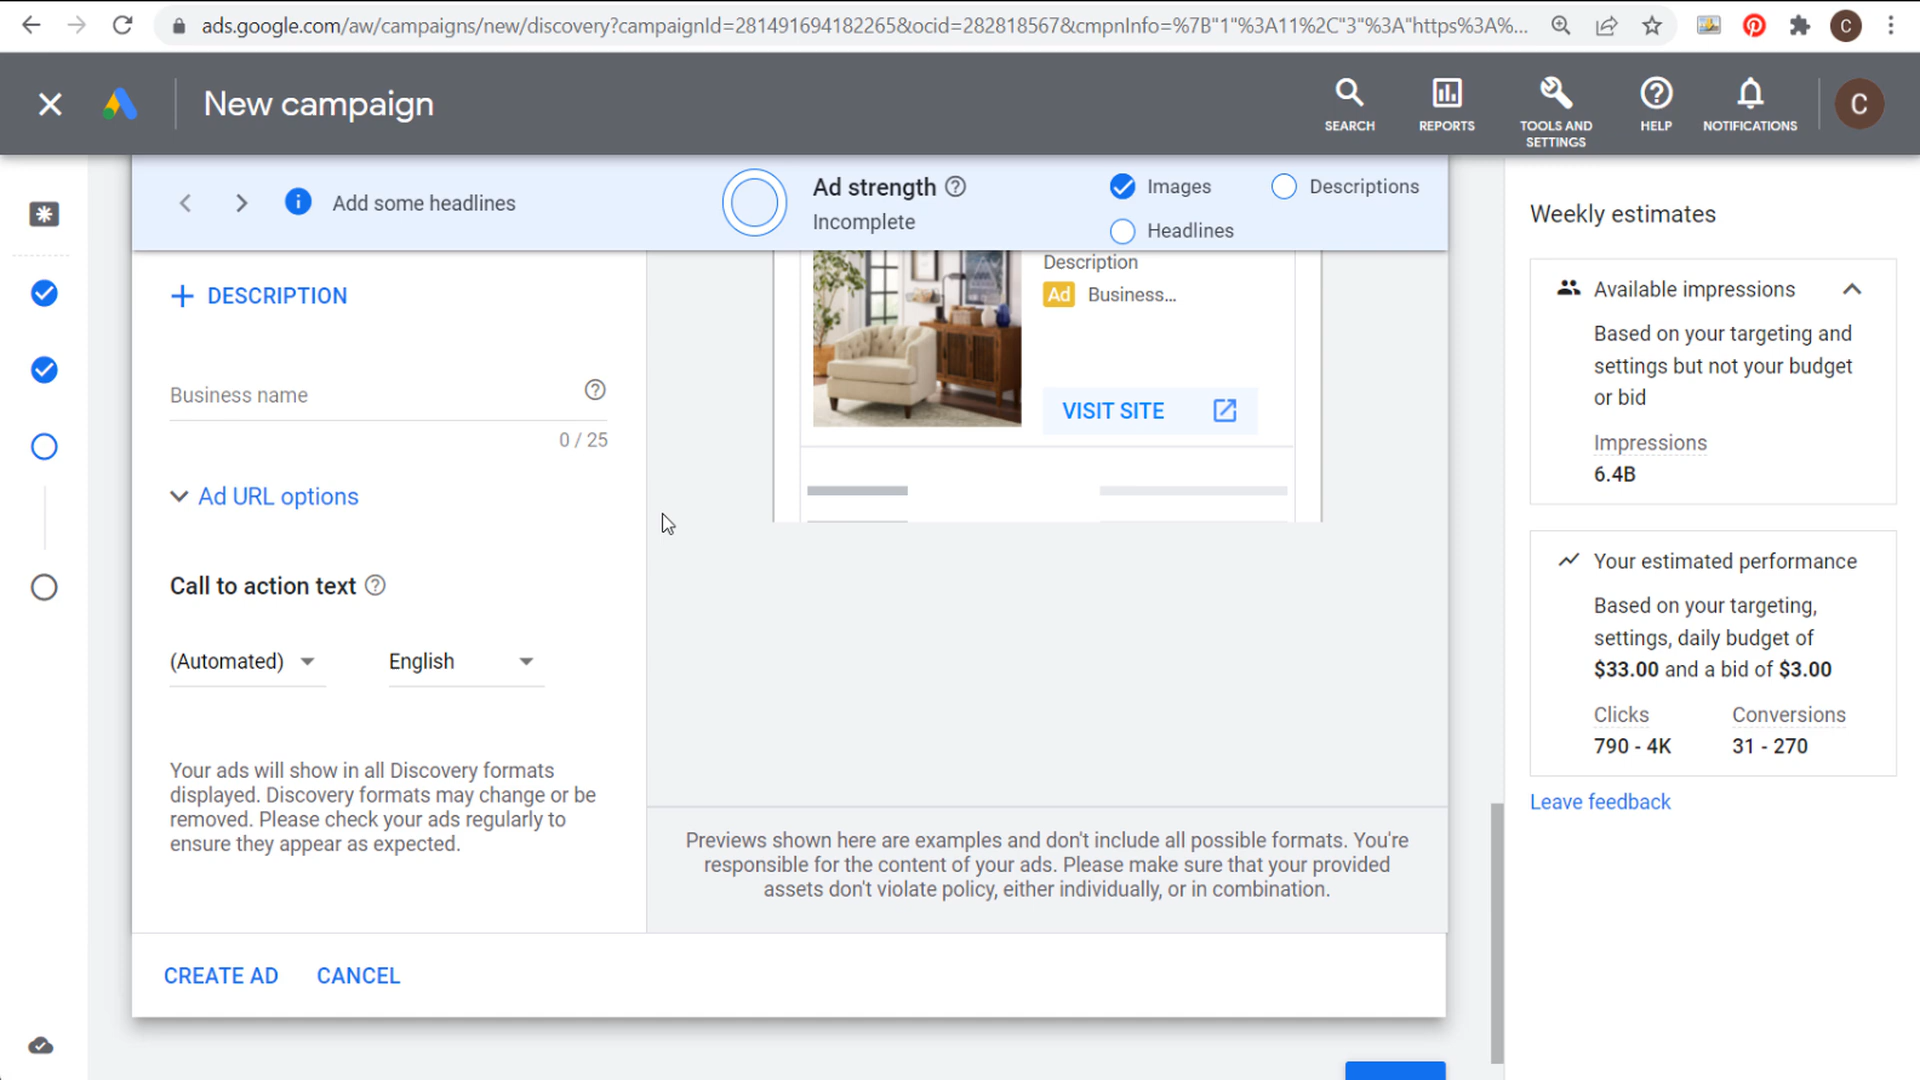 ads.google.com/aw/campaigns/new/discovery?campaignId=281491694182265&ocid=282818567&cmpnInfo=%7B"1"%3A11%2C"3"%3A"https%3A%...
C
New campaign
SEARCH
REPORTS
TOOLS AND
SETTINGS
HELP
NOTIFICATIONS
C
Add some headlines
Ad strength
Incomplete
Images
Descriptions
Headlines
DESCRIPTION
Business name
0 / 25
Ad URL options
Call to action text
(Automated)
English
Your ads will show in all Discovery formats
displayed. Discovery formats may change or be
removed. Please check your ads regularly to
ensure they appear as expected.
CREATE AD
CANCEL
Description
Ad Business...
VISIT SITE
Previews shown here are examples and don't include all possible formats. You're
responsible for the content of your ads. Please make sure that your provided
assets don't violate policy, either individually, or in combination.
Weekly estimates
Available impressions
Based on your targeting and
settings but not your budget
or bid
Impressions
6.4B
Your estimated performance
Based on your targeting,
settings, daily budget of
$33.00 and a bid of $3.00
Clicks
Conversions
790 - 4K
31 - 270
Leave feedback